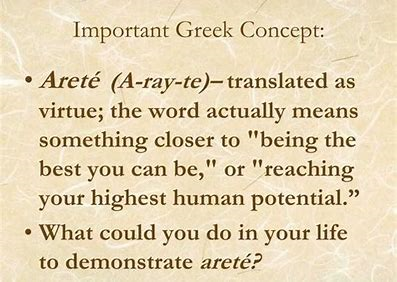 Important Greek Concept:
• Areté (A-ray-te)– translated as
virtue; the word actually means
something closer to "being the
best you can be," or "reaching
your highest human potential.”
• What could you do in your life
to demonstrate areté?